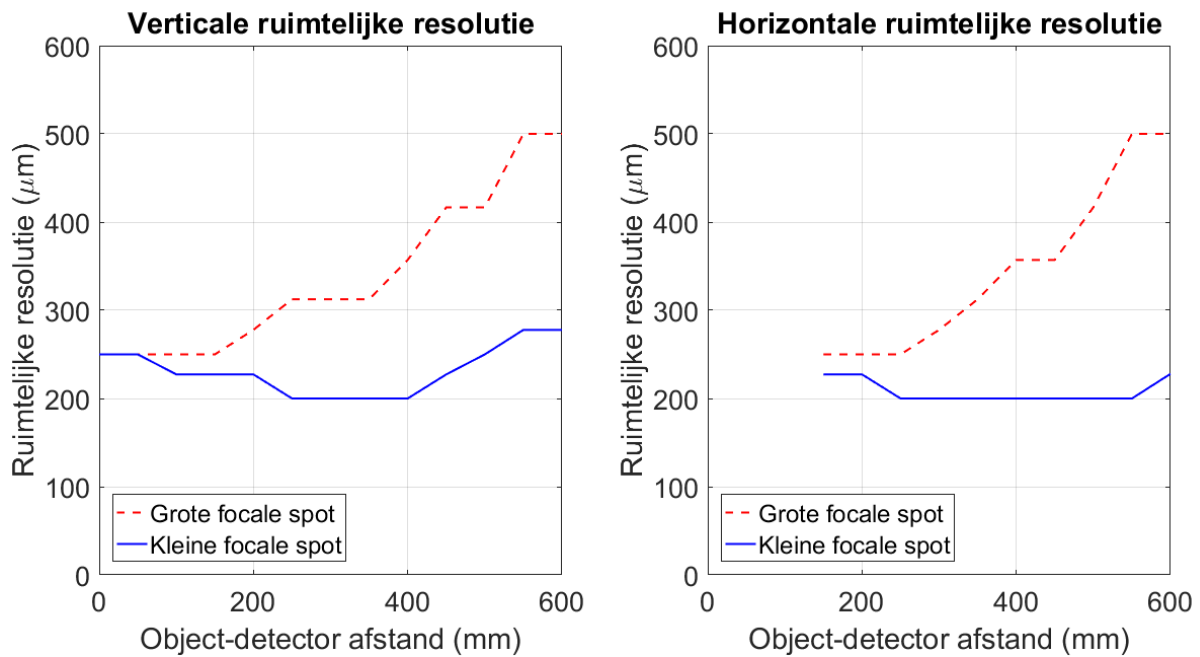 Verticale ruimtelijke resolutie
600
500
400
300
200
100
0
0
200
400
600
Ruimtelijke resolutie (μm)
Object-detector afstand (mm)
Grote focale spot
Kleine focale spot
Horizontale ruimtelijke resolutie
600
500
400
300
200
100
0
0
200
400
600
Ruimtelijke resolutie (μm)
Object-detector afstand (mm)
Grote focale spot
Kleine focale spot